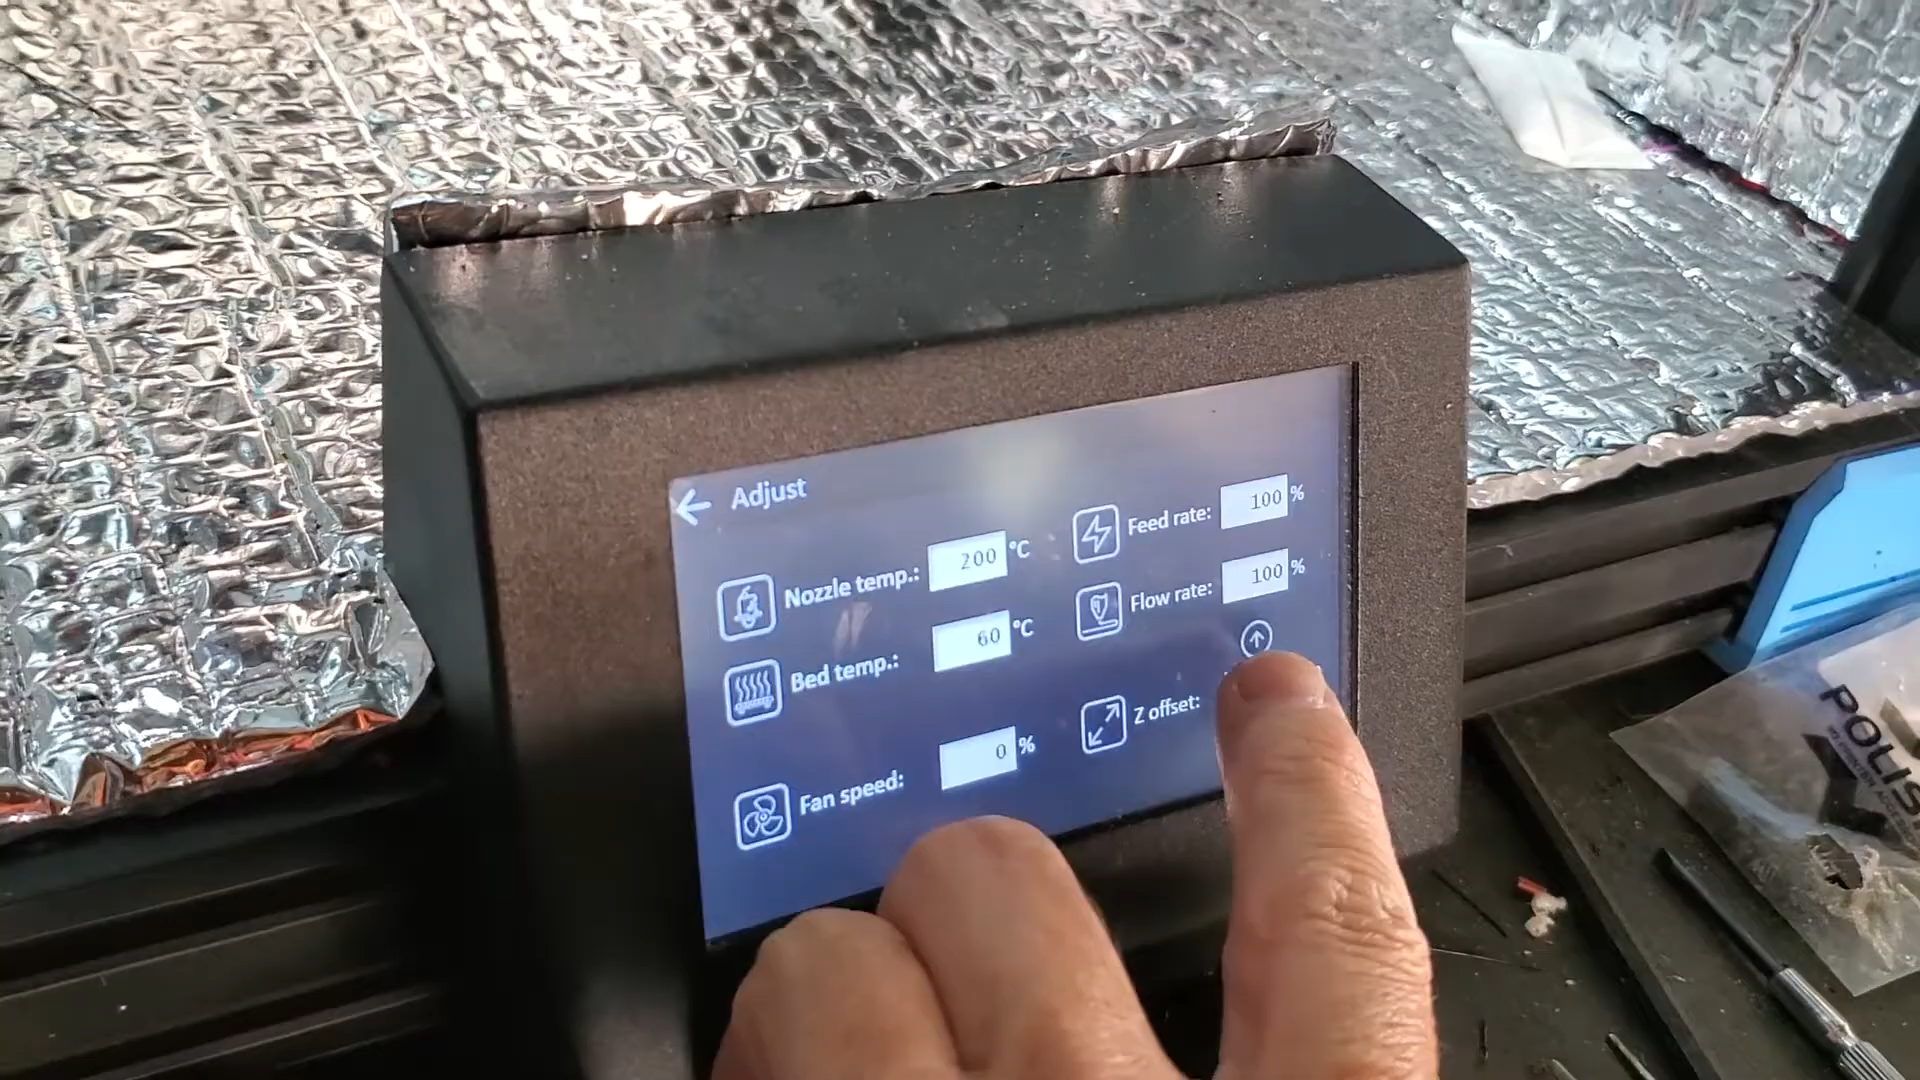 Adjust
Nozzle temp.: 200 °C
Bed temp.: 60 °C
Fan speed: 0 %
Feed rate: 100 %
Flow rate: 100 %
Z offset:
POLIS